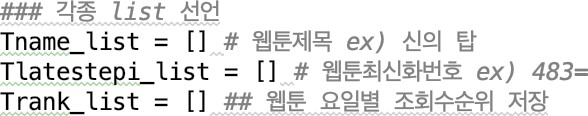 ### 각종 list 선언
Tname_list = [] # 웹툰제목 ex) 신의 탑
Tlatestepi_list = [] # 웹툰최신화번호 ex) 483=
Trank_list = [] ## 웹툰 요일별 조회수순위 저장